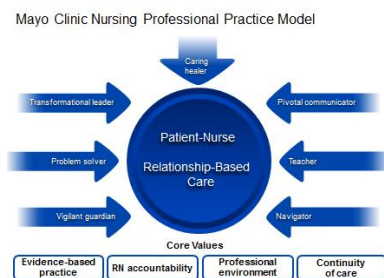 Mayo Clinic Nursing Professional Practice Model
Caring
healer
Transformational leader
Pivotal communicator
Patient-Nurse
Relationship-Based
Care
Problem solver
Teacher
Vigilant guardian
Navigator
Core Values
Evidence-based
practice
RN accountability
Professional
environment
Continuity
of care